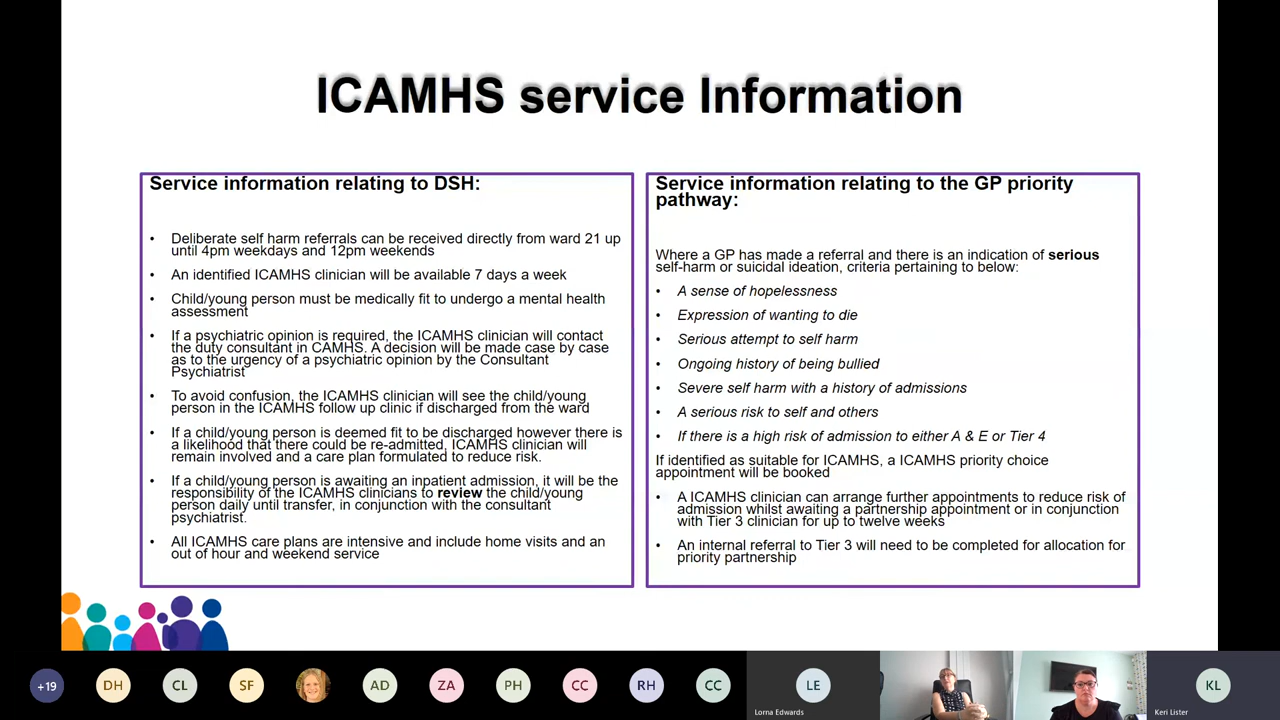 ICAMHS service Information
Service information relating to DSH:
• Deliberate self harm referrals can be received directly from ward 21 up
until 4pm weekdays and 12pm weekends
• An identified ICAMHS clinician will be available 7 days a week
• Child/young person must be medically fit to undergo a mental health
assessment
• If a psychiatric opinion is required, the ICAMHS clinician will contact
the duty consultant in CAMHS. A decision will be made case by case
as to the urgency of a psychiatric opinion by the Consultant
Psychiatrist
• To avoid confusion, the ICAMHS clinician will see the child/young
person in the ICAMHS follow up clinic if discharged from the ward
• If a child/young person is deemed fit to be discharged however there is
a likelihood that there could be re-admitted, ICAMHS clinician will
remain involved and a care plan formulated to reduce risk.
• If a child/young person is awaiting an inpatient admission, it will be the
responsibility of the ICAMHS clinicians to review the child/young
person daily until transfer, in conjunction with the consultant
psychiatrist.
• All ICAMHS care plans are intensive and include home visits and an
out of hour and weekend service
Service information relating to the GP priority
pathway:
Where a GP has made a referral and there is an indication of serious
self-harm or suicidal ideation, criteria pertaining to below:
• A sense of hopelessness
• Expression of wanting to die
• Serious attempt to self harm
• Ongoing history of being bullied
• Severe self harm with a history of admissions
• A serious risk to self and others
• If there is a high risk of admission to either A & E or Tier 4
If identified as suitable for ICAMHS, a ICAMHS priority choice
appointment will be booked
• A ICAMHS clinician can arrange further appointments to reduce risk of
admission whilst awaiting a partnership appointment or in conjunction
with Tier 3 clinician for up to twelve weeks
• An internal referral to Tier 3 will need to be completed for allocation for
priority partnership
+19
DH
CL
SF
AD
ZA
PH
CC
RH
CC
LE
Lorna Edwards
KL
Keri Lister